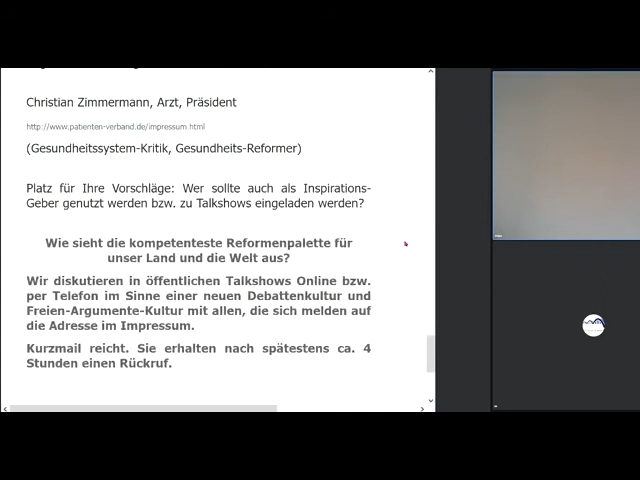 Christian Zimmermann, Arzt, Präsident
http://www.patienten-verband.de/impressum.html
(Gesundheitssystem-Kritik, Gesundheits-Reformer)
Platz für Ihre Vorschläge: Wer sollte auch als Inspirations-
Geber genutzt werden bzw. zu Talkshows eingeladen werden?
Wie sieht die kompetenteste Reformenpalette für
unser Land und die Welt aus?
Wir diskutieren in öffentlichen Talkshows Online bzw.
per Telefon im Sinne einer neuen Debattenkultur und
Freien-Argumente-Kultur mit allen, die sich melden auf
die Adresse im Impressum.
Kurzmail reicht. Sie erhalten nach spätestens ca. 4
Stunden einen Rückruf.